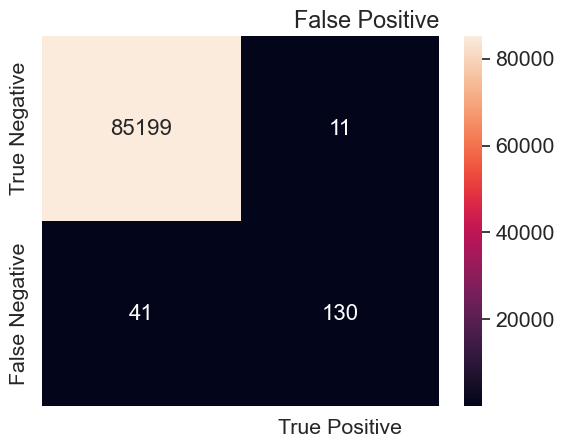 False Positive
True Negative
85199
11
False Negative
41
130
True Positive
80000
60000
40000
20000